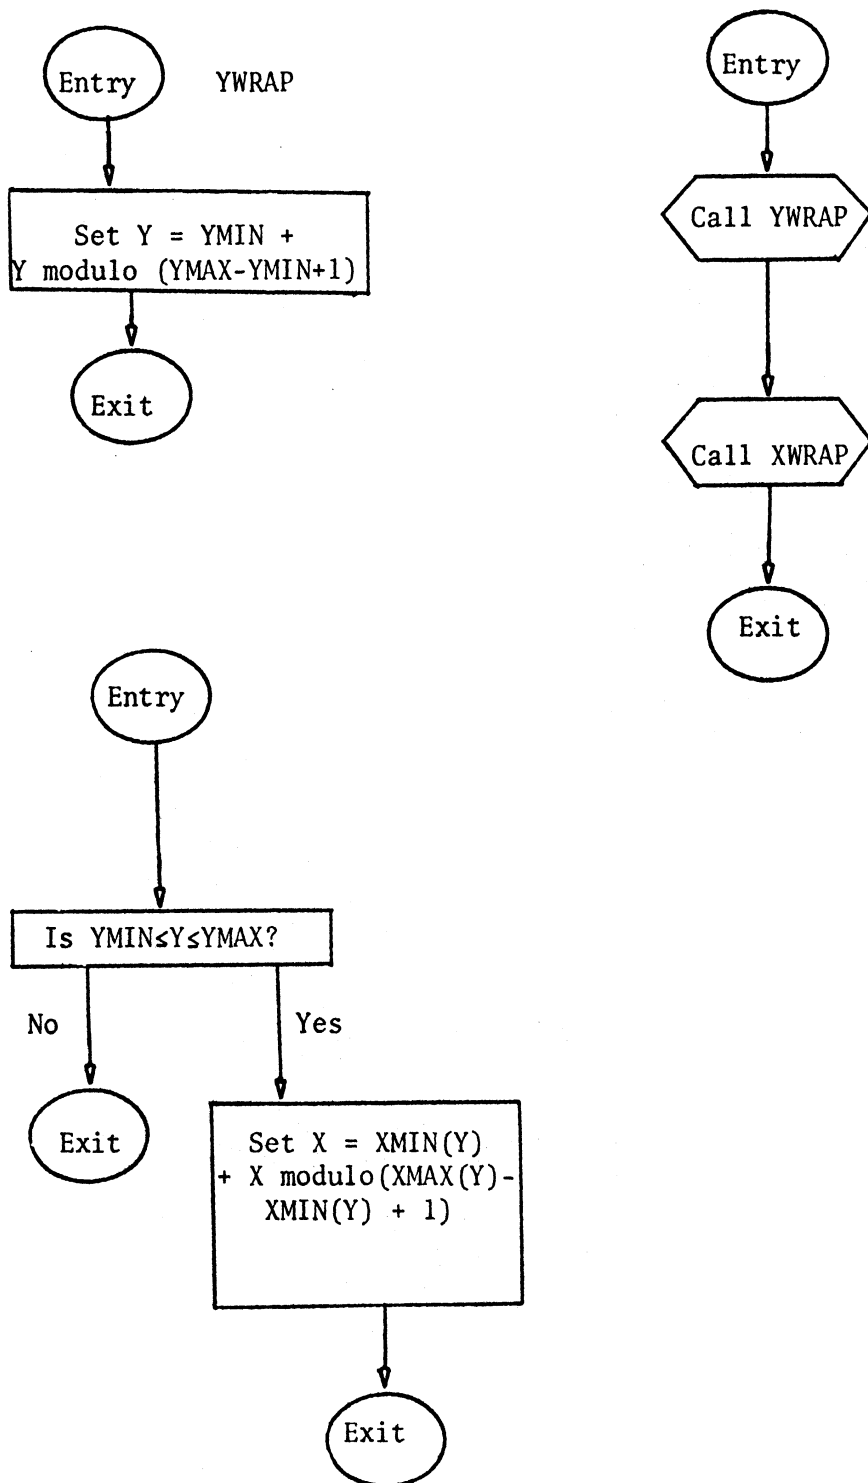 Entry
YWRAP
Set Y = YMIN +
Y modulo (YMAX-YMIN+1)
Exit
Entry
Call YWRAP
Call XWRAP
Exit
Entry
Is YMIN≤Y≤YMAX?
No
Yes
Exit
Set X = XMIN(Y)
+ X modulo(XMAX(Y)-
XMIN(Y) + 1)
Exit